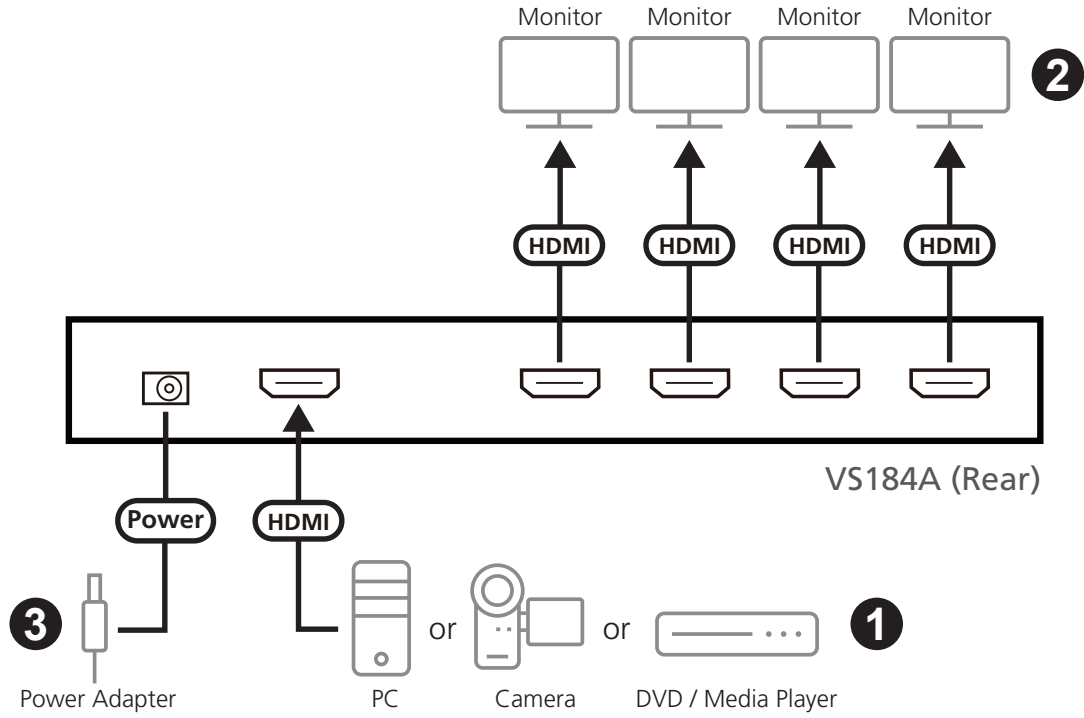 Monitor Monitor Monitor Monitor
2
HDMI HDMI HDMI HDMI
VS184A (Rear)
Power HDMI
3 or or 1
Power Adapter PC Camera DVD / Media Player